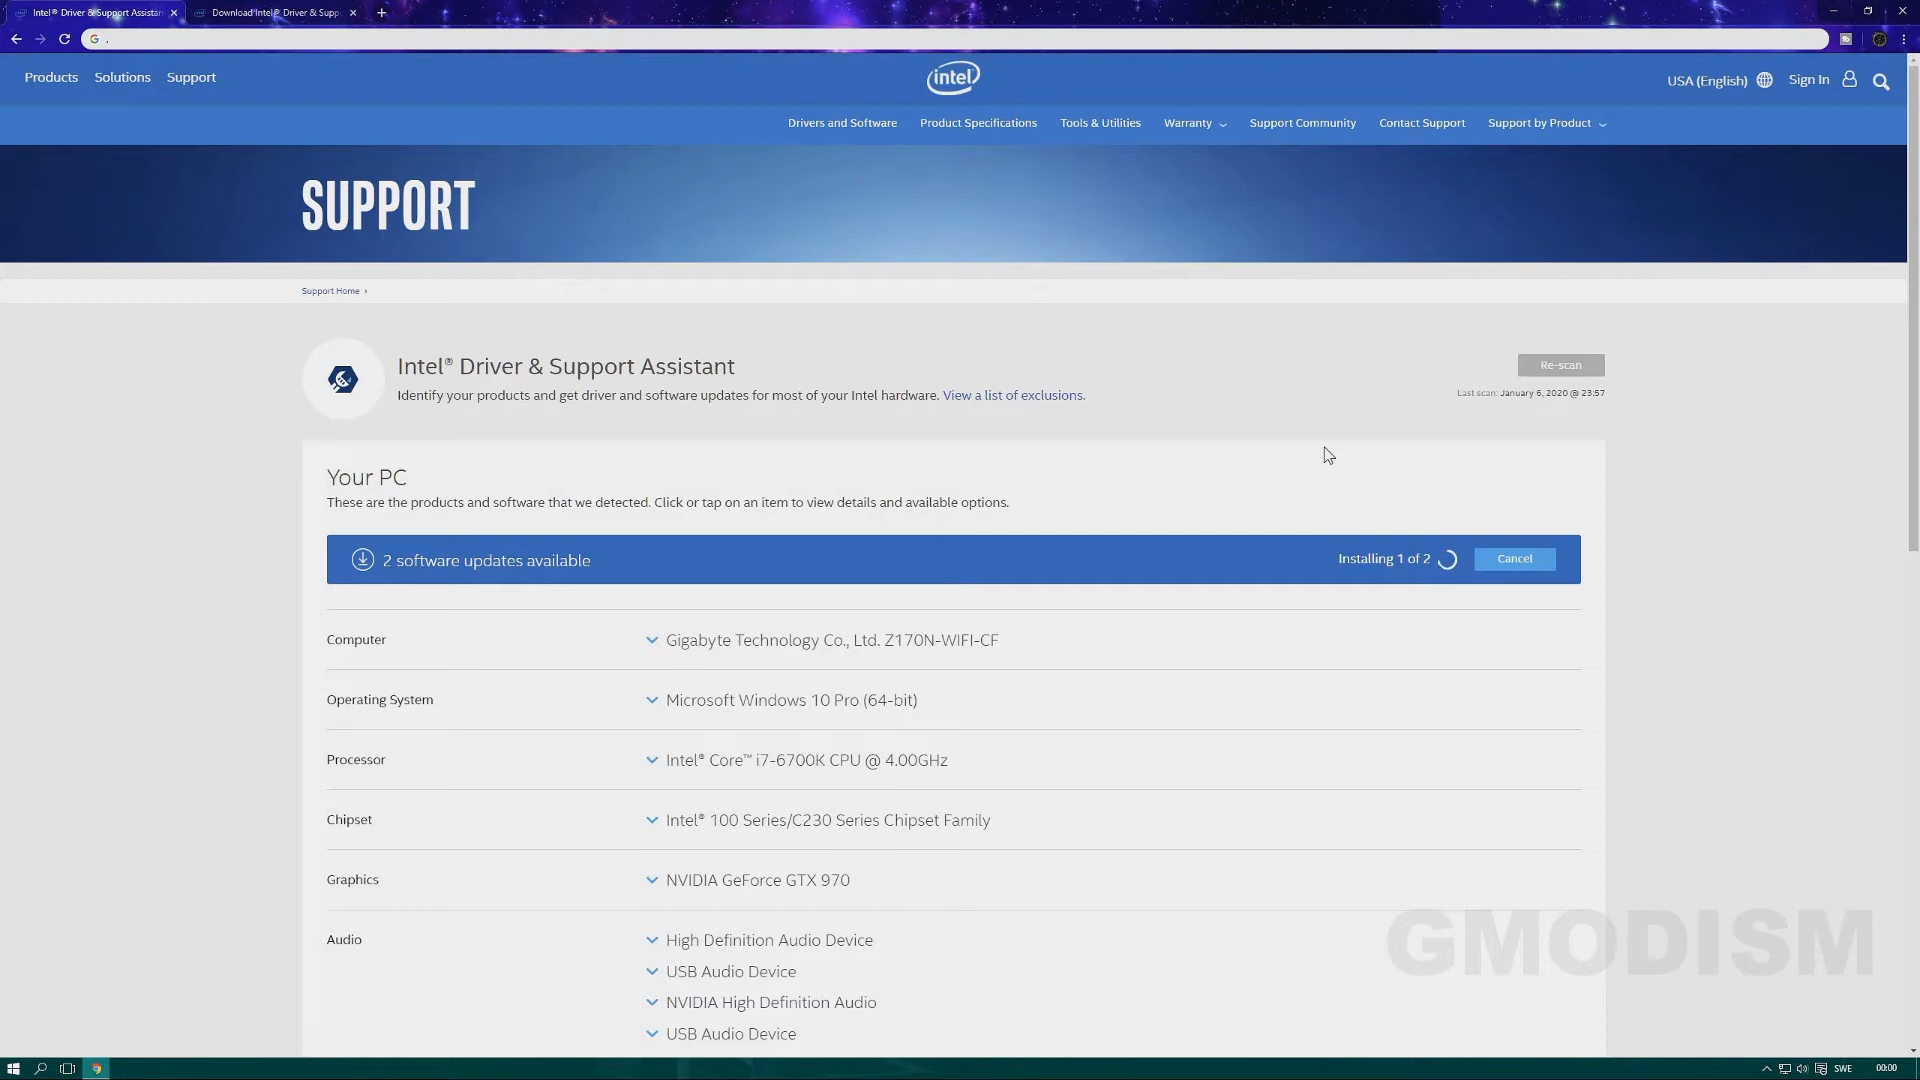 Intel® Driver & Support Assistan
Download Intel® Driver & Supp
Products Solutions Support
intel
USA (English) Sign In
Drivers and Software Product Specifications Tools & Utilities Warranty Support Community Contact Support Support by Product
SUPPORT
Support Home ›
Intel® Driver & Support Assistant
Re-scan
Identify your products and get driver and software updates for most of your Intel hardware. View a list of exclusions.
Last scan: January 6, 2020 @ 23:57
Your PC
These are the products and software that we detected. Click or tap on an item to view details and available options.
2 software updates available
Installing 1 of 2
Cancel
Computer
Gigabyte Technology Co., Ltd. Z170N-WIFI-CF
Operating System
Microsoft Windows 10 Pro (64-bit)
Processor
Intel® Core™ i7-6700K CPU @ 4.00GHz
Chipset
Intel® 100 Series/C230 Series Chipset Family
Graphics
NVIDIA GeForce GTX 970
Audio
High Definition Audio Device
USB Audio Device
NVIDIA High Definition Audio
USB Audio Device
GMODISM
SWE
00:00